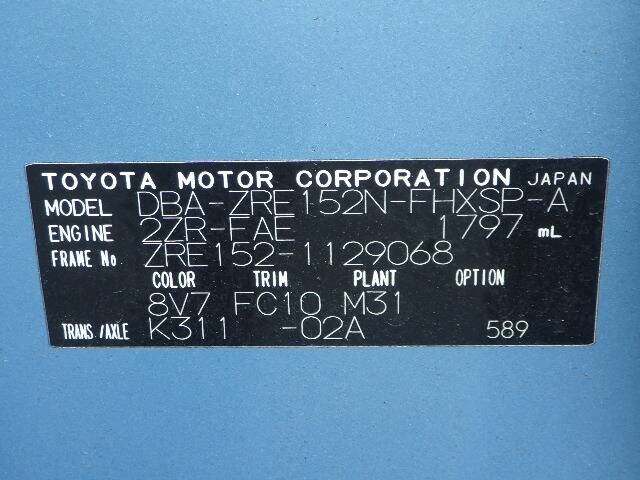 TOYOTA MOTOR CORPORATION JAPAN
MODEL DBA-ZRE152N-FHXSP-A
ENGINE 2ZR-FAE 1797 mL
FRAME No. ZRE152-1129068
COLOR TRIM PLANT OPTION
8V7 FC10 M31
TRANS./AXLE K311 -02A 589